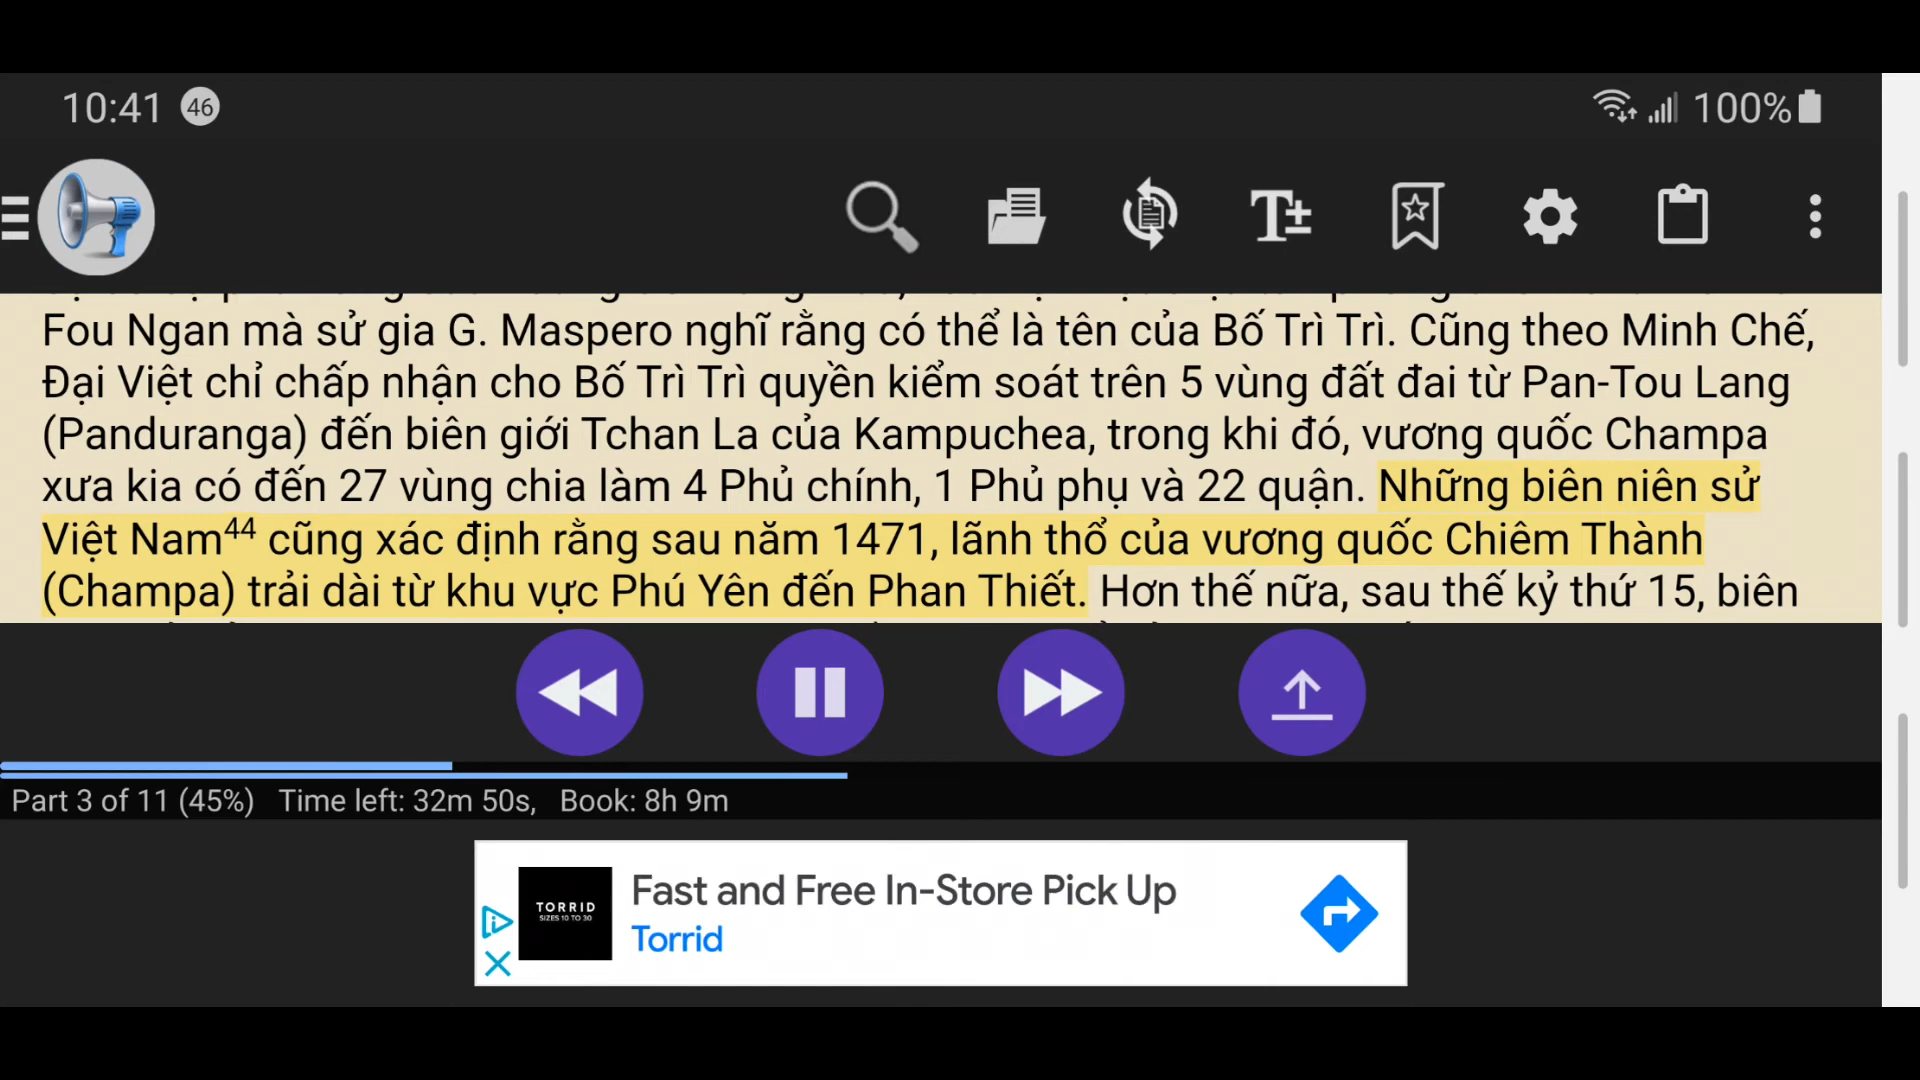 10:41 46 100%
Fou Ngan mà sử gia G. Maspero nghĩ rằng có thể là tên của Bố Trì Trì. Cũng theo Minh Chế,
Đại Việt chỉ chấp nhận cho Bố Trì Trì quyền kiểm soát trên 5 vùng đất đai từ Pan-Tou Lang
(Panduranga) đến biên giới Tchan La của Kampuchea, trong khi đó, vương quốc Champa
xưa kia có đến 27 vùng chia làm 4 Phủ chính, 1 Phủ phụ và 22 quận. Những biên niên sử
Việt Nam44 cũng xác định rằng sau năm 1471, lãnh thổ của vương quốc Chiêm Thành
(Champa) trải dài từ khu vực Phú Yên đến Phan Thiết. Hơn thế nữa, sau thế kỷ thứ 15, biên
Part 3 of 11 (45%) Time left: 32m 50s, Book: 8h 9m
TORRID
SIZES 10 TO 30
Fast and Free In-Store Pick Up
Torrid